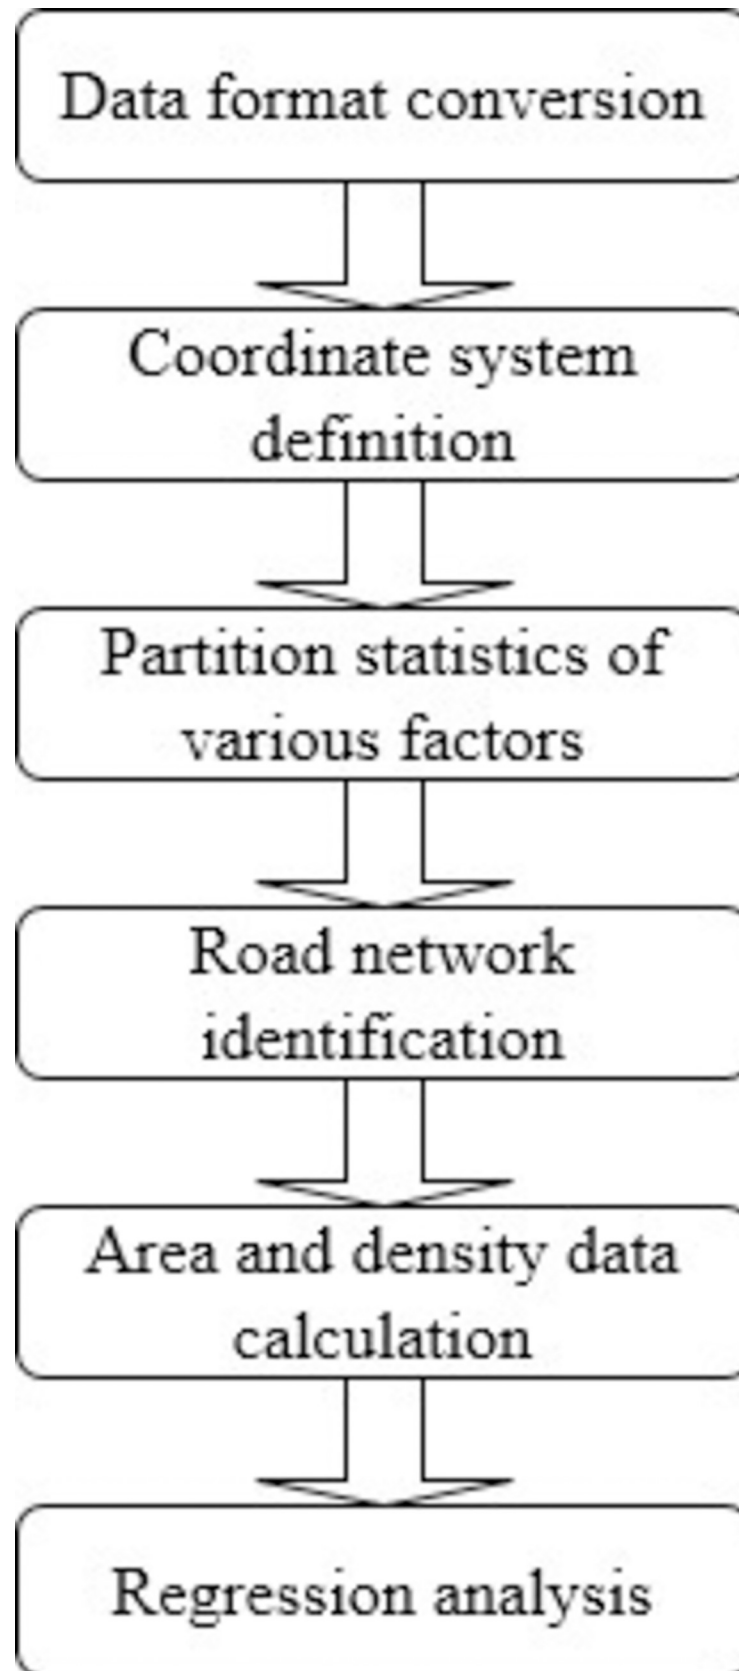 Data format conversion
Coordinate system
definition
Partition statistics of
various factors
Road network
identification
Area and density data
calculation
Regression analysis